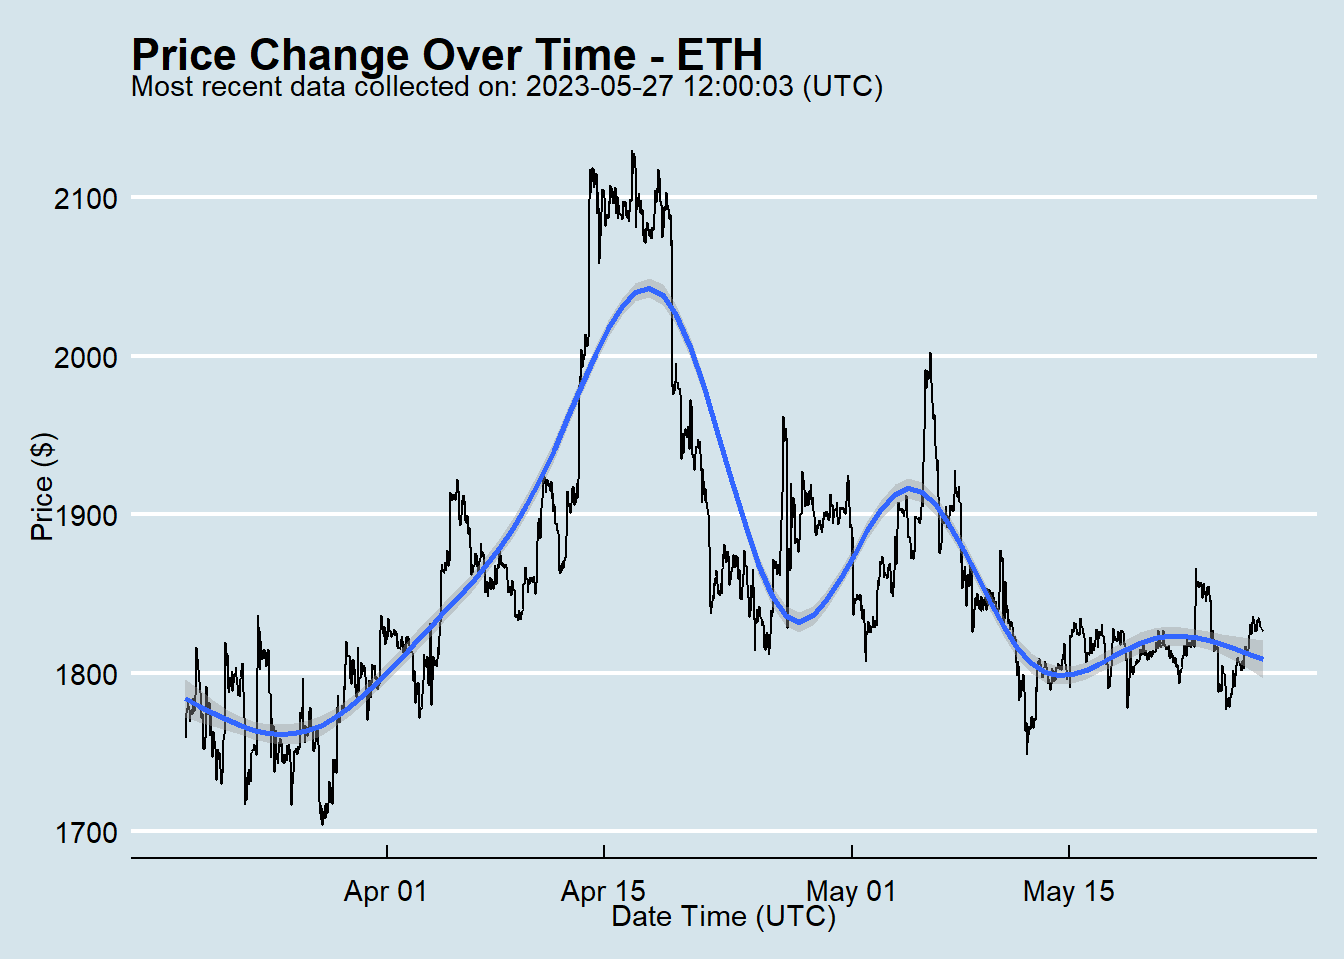 Price Change Over Time - ETH
Most recent data collected on: 2023-05-27 12:00:03 (UTC)
2100
2000
1900
1800
1700
Price ($)
Apr 01
Apr 15
May 01
May 15
Date Time (UTC)